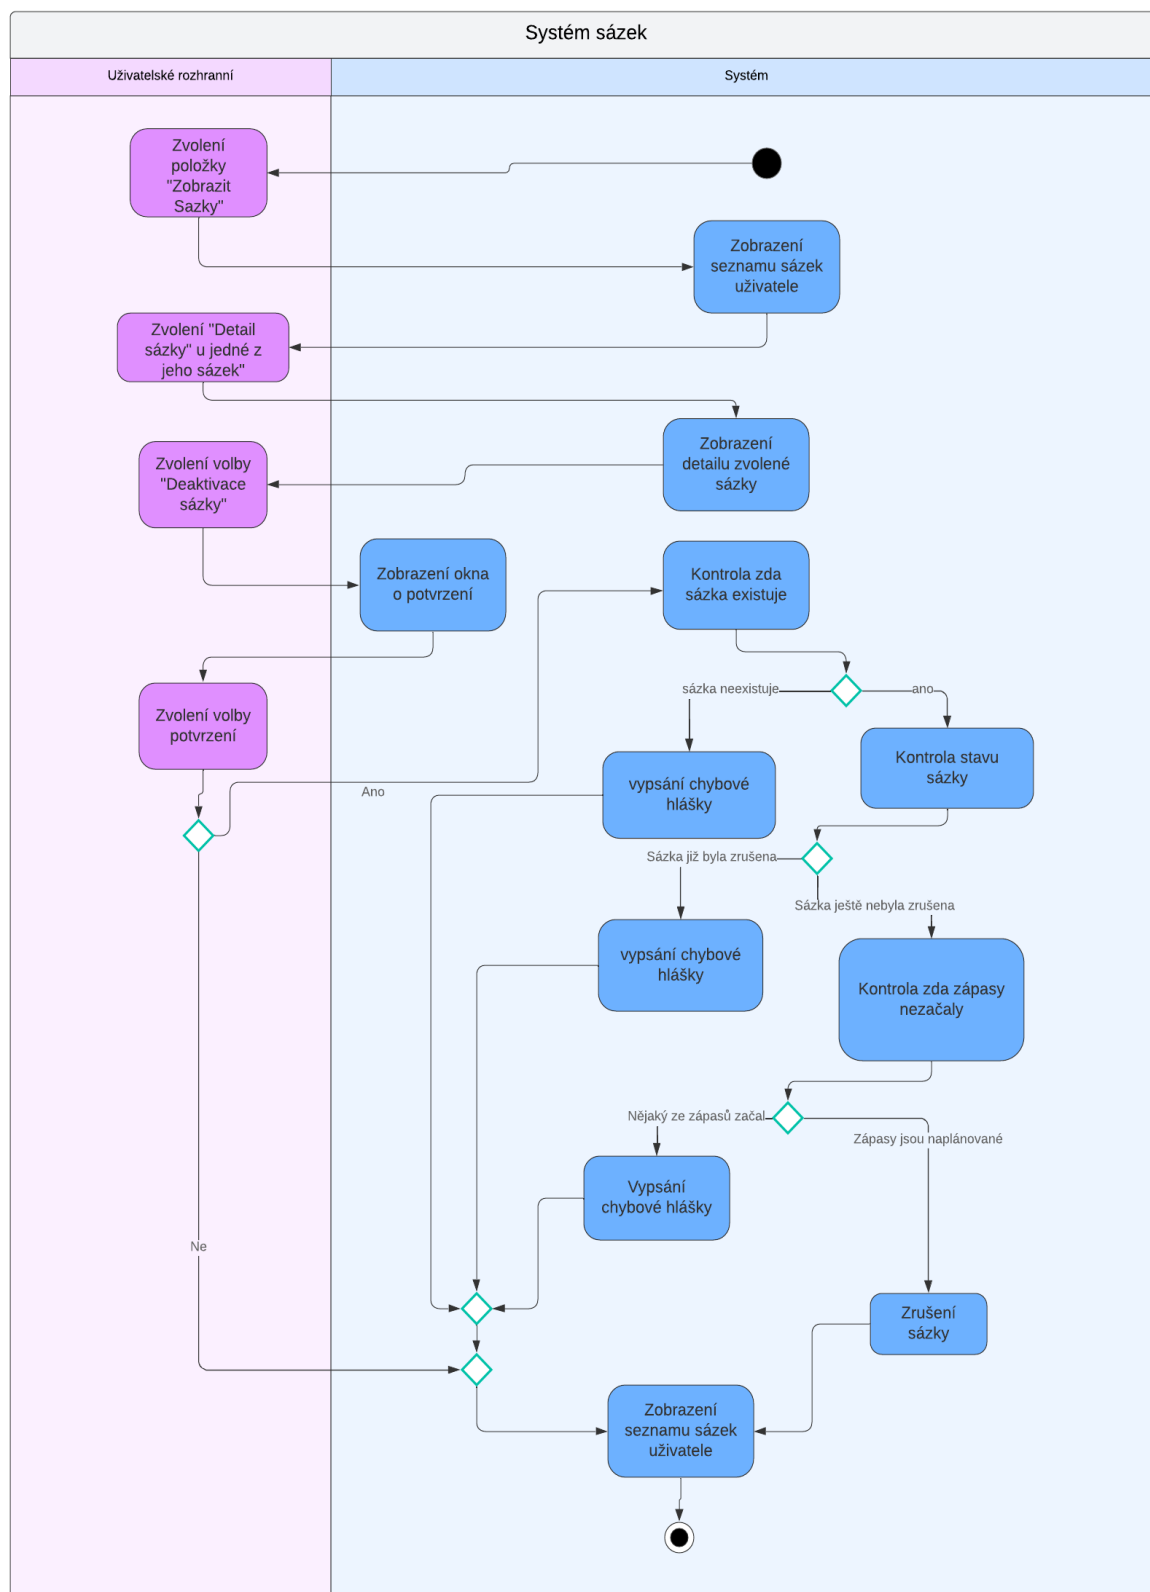 Systém sázek
Uživatelské rozhranní
Systém
Zvolení
položky
"Zobrazit
Sazky"
Zobrazení
seznamu sázek
uživatele
Zvolení "Detail
sázky" u jedné z
jeho sázek"
Zobrazení
detailu zvolené
sázky
Zvolení volby
"Deaktivace
sázky"
Zobrazení okna
o potvrzení
Kontrola zda
sázka existuje
Zvolení volby
potvrzení
sázka neexistuje
ano
Kontrola stavu
sázky
vypsání chybové
hlášky
Ano
Sázka již byla zrušena
Sázka ještě nebyla zrušena
vypsání chybové
hlášky
Kontrola zda zápasy
nezačaly
Nějaký ze zápasů začal
Zápasy jsou naplánované
Vypsání
chybové hlášky
Ne
Zrušení
sázky
Zobrazení
seznamu sázek
uživatele